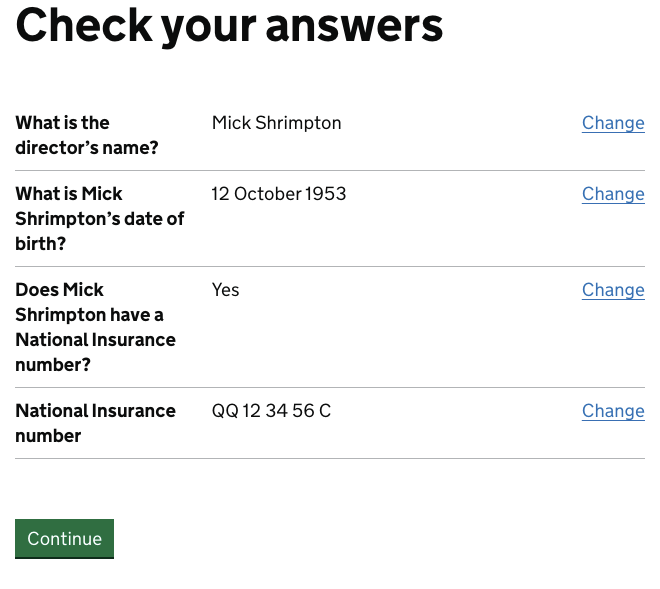 Check your answers
What is the
director’s name?
Mick Shrimpton
Change
What is Mick
Shrimpton’s date of
birth?
12 October 1953
Change
Does Mick
Shrimpton have a
National Insurance
number?
Yes
Change
National Insurance
number
QQ 12 34 56 C
Change
Continue